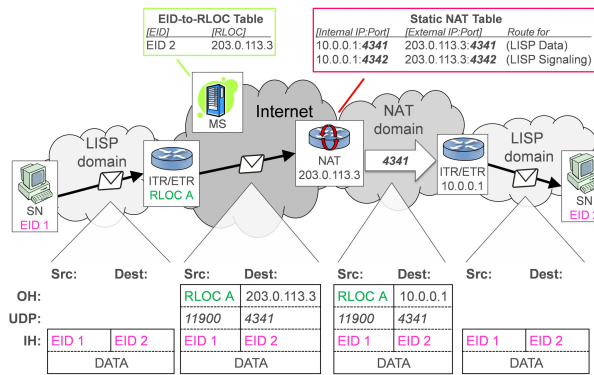 EID-to-RLOC Table
[EID] [RLOC]
EID 2 203.0.113.3
Static NAT Table
[Internal IP:Port] [External IP:Port] Route for
10.0.0.1:4341 203.0.113.3:4341 (LISP Data)
10.0.0.1:4342 203.0.113.3:4342 (LISP Signaling)
MS
Internet
NAT
domain
LISP
domain
LISP
domain
SN
EID 1
ITR/ETR
RLOC A
NAT
203.0.113.3
4341
ITR/ETR
10.0.0.1
SN
EID 2
Src: Dest: Src: Dest: Src: Dest: Src: Dest:
OH: RLOC A 203.0.113.3 RLOC A 10.0.0.1
UDP: 11900 4341 11900 4341
IH: EID 1 EID 2 EID 1 EID 2 EID 1 EID 2 EID 1 EID 2
DATA DATA DATA DATA